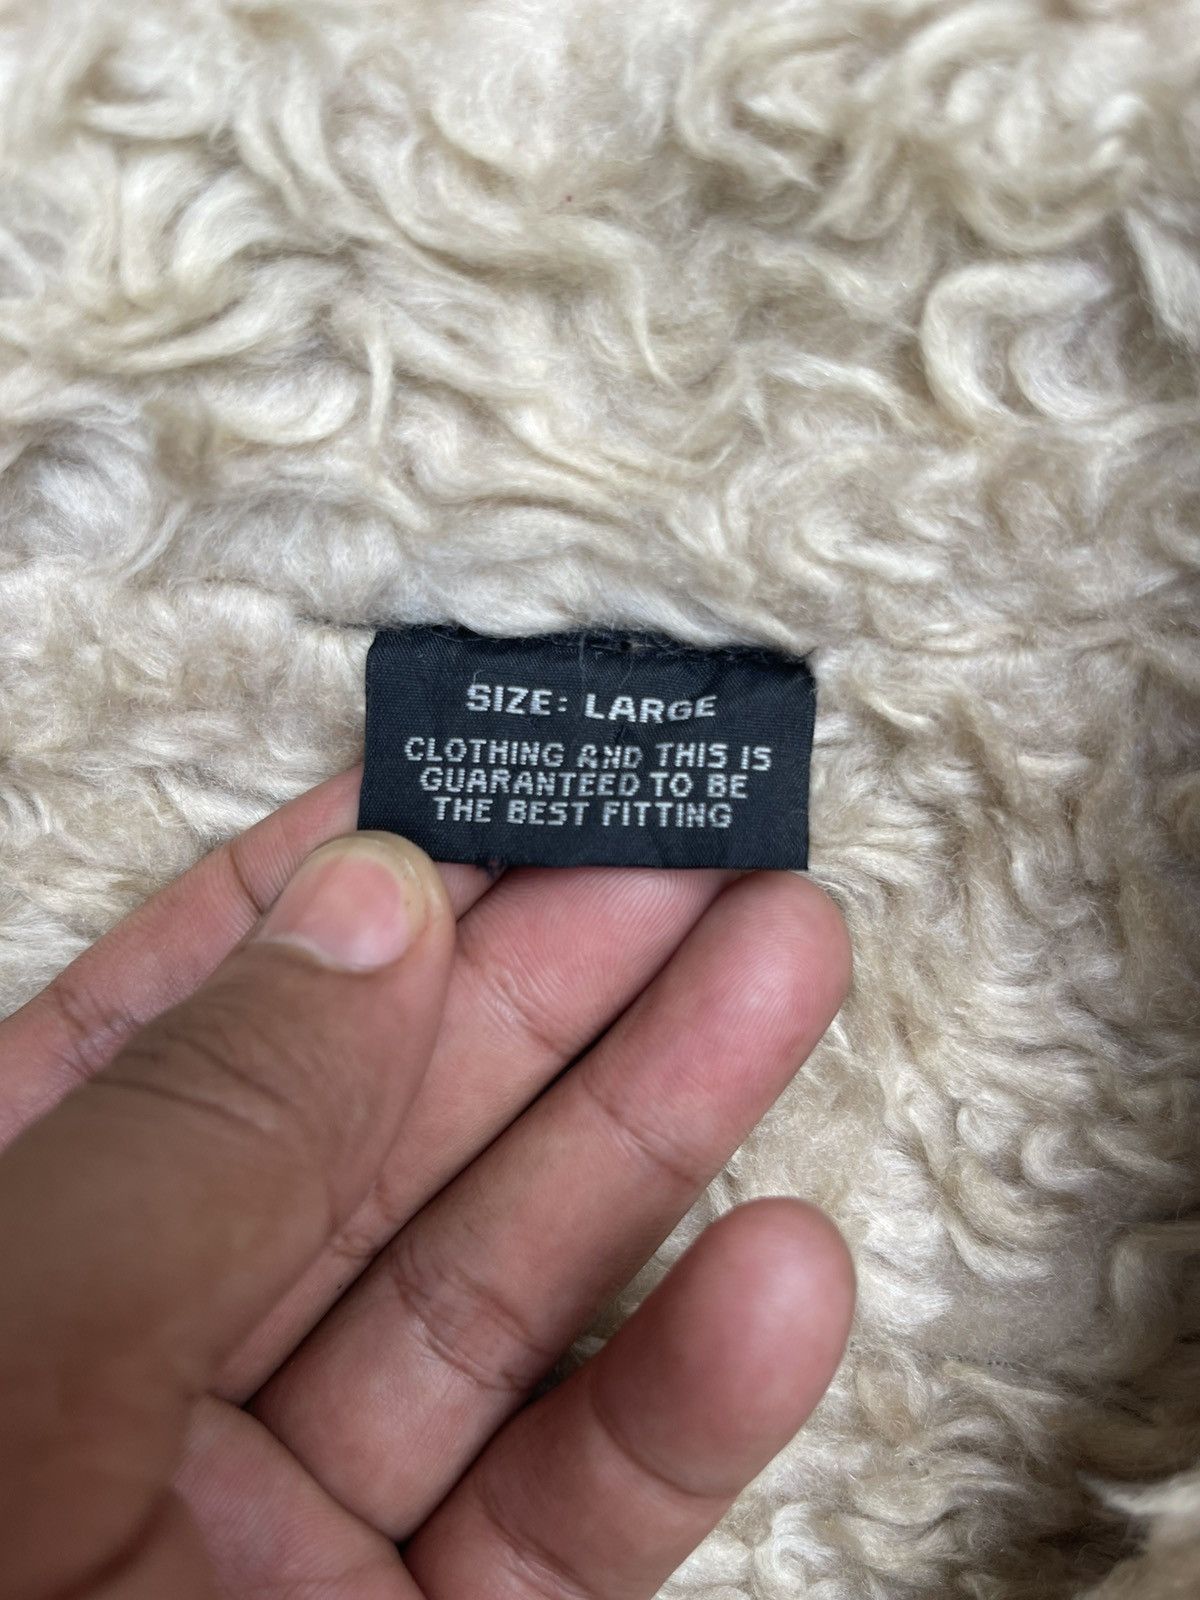 SIZE: LARGE
CLOTHING AND THIS IS
GUARANTEED TO BE
THE BEST FITTING